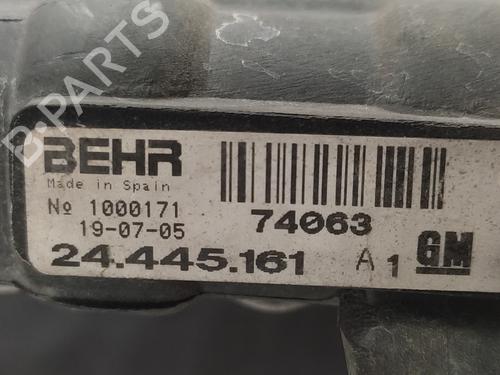 B-PARTS
BEHR
Made in Spain
№ 1000171
74063
19-07-05
24.445.161 A1 GM